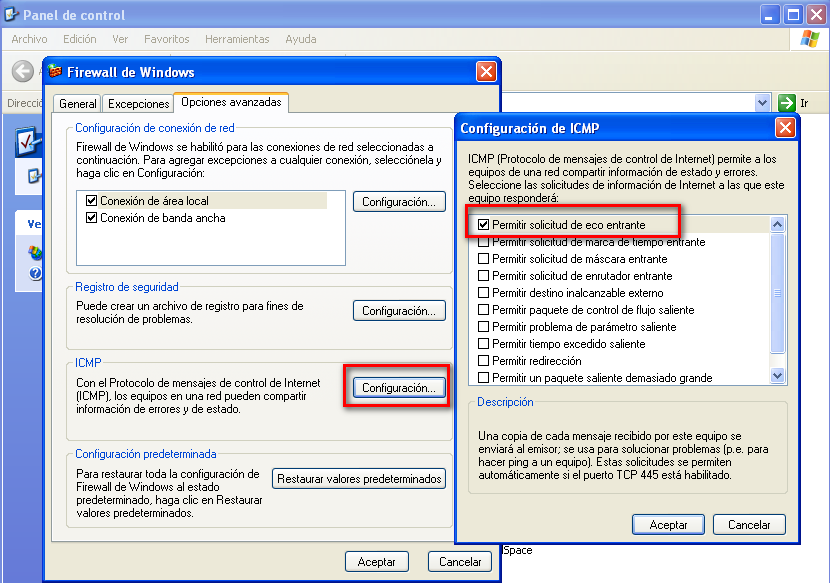 Panel de control
Archivo Edición Ver Favoritos Herramientas Ayuda
Direcció
Ir
Ve
Firewall de Windows
General Excepciones Opciones avanzadas
Configuración de conexión de red
Firewall de Windows se habilitó para las conexiones de red seleccionadas a
continuación. Para agregar excepciones a cualquier conexión, selecciónela y
haga clic en Configuración:
Conexión de área local
Conexión de banda ancha
Configuración...
Registro de seguridad
Puede crear un archivo de registro para fines de
resolución de problemas.
Configuración...
ICMP
Con el Protocolo de mensajes de control de Internet
(ICMP), los equipos en una red pueden compartir
información de errores y de estado.
Configuración...
Configuración predeterminada
Para restaurar toda la configuración de
Firewall de Windows al estado
predeterminado, haga clic en Restaurar
valores predeterminados.
Restaurar valores predeterminados
Aceptar Cancelar
Configuración de ICMP
ICMP (Protocolo de mensajes de control de Internet) permite a los
equipos de una red compartir información de estado y errores.
Seleccione las solicitudes de información de Internet a las que este
equipo responderá:
Permitir solicitud de eco entrante
Permitir solicitud de marca de tiempo entrante
Permitir solicitud de máscara entrante
Permitir solicitud de enrutador entrante
Permitir destino inalcanzable externo
Permitir paquete de control de flujo saliente
Permitir problema de parámetro saliente
Permitir tiempo excedido saliente
Permitir redirección
Permitir un paquete saliente demasiado grande
Descripción
Una copia de cada mensaje recibido por este equipo se
enviará al emisor; se usa para solucionar problemas (p.e. para
hacer ping a un equipo). Estas solicitudes se permiten
automáticamente si el puerto TCP 445 está habilitado.
Aceptar Cancelar
Space